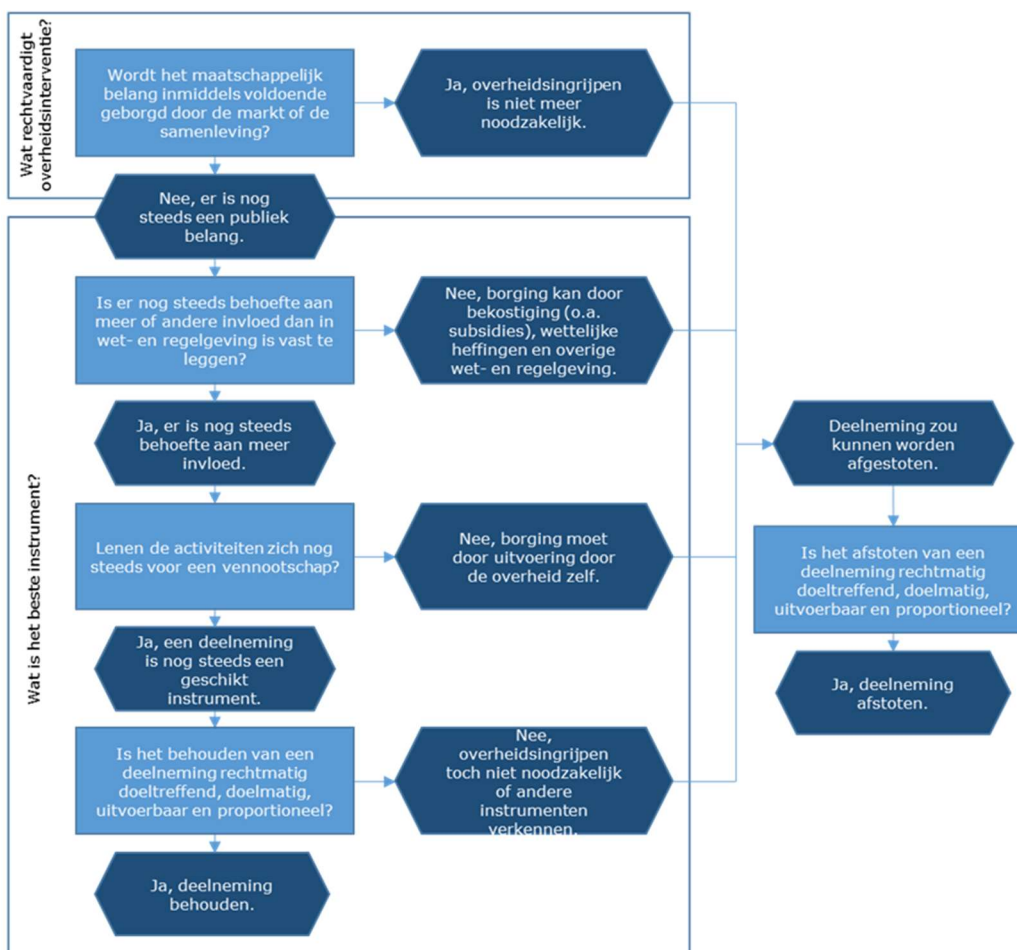 Wat rechtvaardigt
overheidsinterventie?
Wordt het maatschappelijk
belang inmiddels voldoende
geborgd door de markt of de
samenleving?
Ja, overheidsingrijpen
is niet meer
noodzakelijk.
Nee, er is nog
steeds een publiek
belang.
Wat is het beste instrument?
Is er nog steeds behoefte aan
meer of andere invloed dan in
wet- en regelgeving is vast te
leggen?
Nee, borging kan door
bekostiging (o.a.
subsidies), wettelijke
heffingen en overige
wet- en regelgeving.
Ja, er is nog steeds
behoefte aan meer
invloed.
Lenen de activiteiten zich nog
steeds voor een vennootschap?
Nee, borging moet
door uitvoering door
de overheid zelf.
Ja, een deelneming
is nog steeds een
geschikt
instrument.
Is het behouden van een
deelneming rechtmatig
doeltreffend, doelmatig,
uitvoerbaar en proportioneel?
Nee,
overheidsingrijpen
toch niet noodzakelijk
of andere
instrumenten
verkennen.
Ja, deelneming
behouden.
Deelneming zou
kunnen worden
afgestoten.
Is het afstoten van een
deelneming rechtmatig
doeltreffend, doelmatig,
uitvoerbaar en proportioneel?
Ja, deelneming
afstoten.